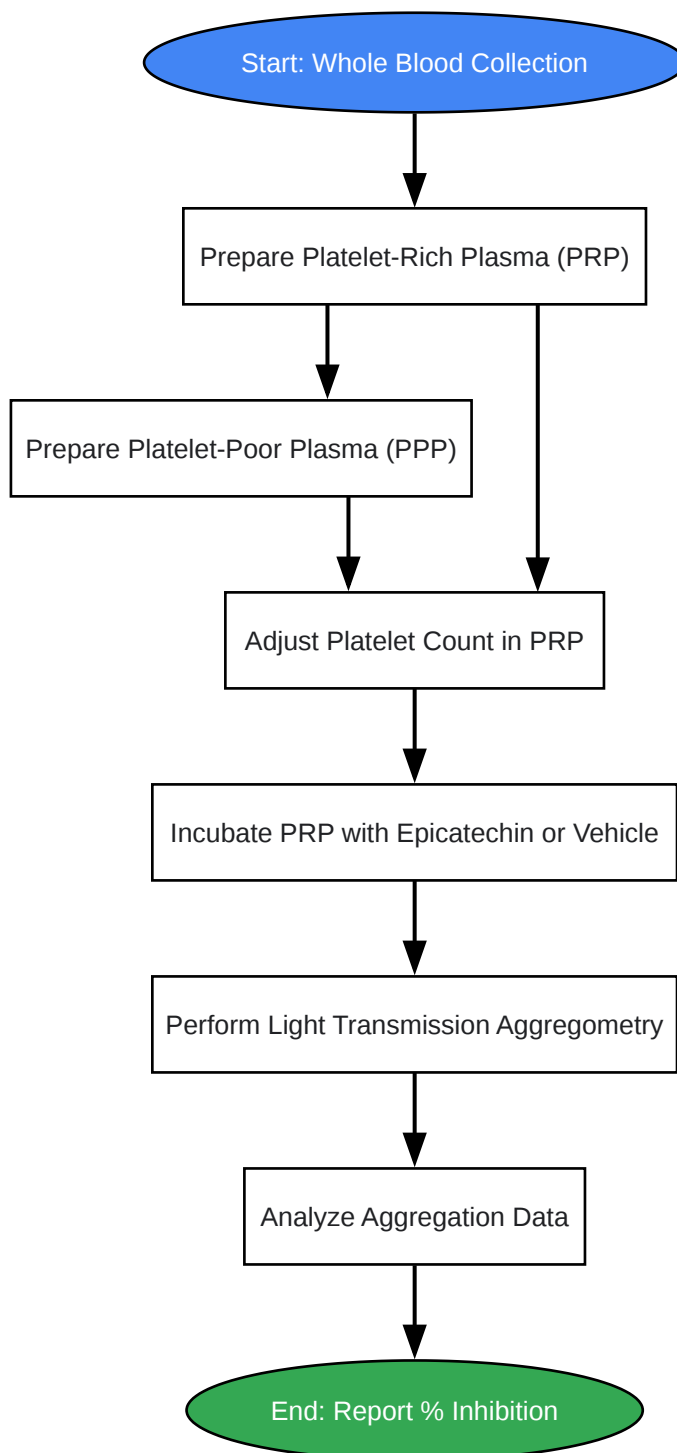 Start: Whole Blood Collection
Prepare Platelet-Rich Plasma (PRP)
Prepare Platelet-Poor Plasma (PPP)
Adjust Platelet Count in PRP
Incubate PRP with Epicatechin or Vehicle
Perform Light Transmission Aggregometry
Analyze Aggregation Data
End: Report % Inhibition